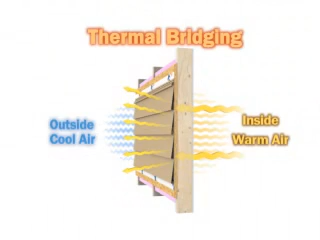 Thermal Bridging
Outside
Cool Air
Inside
Warm Air